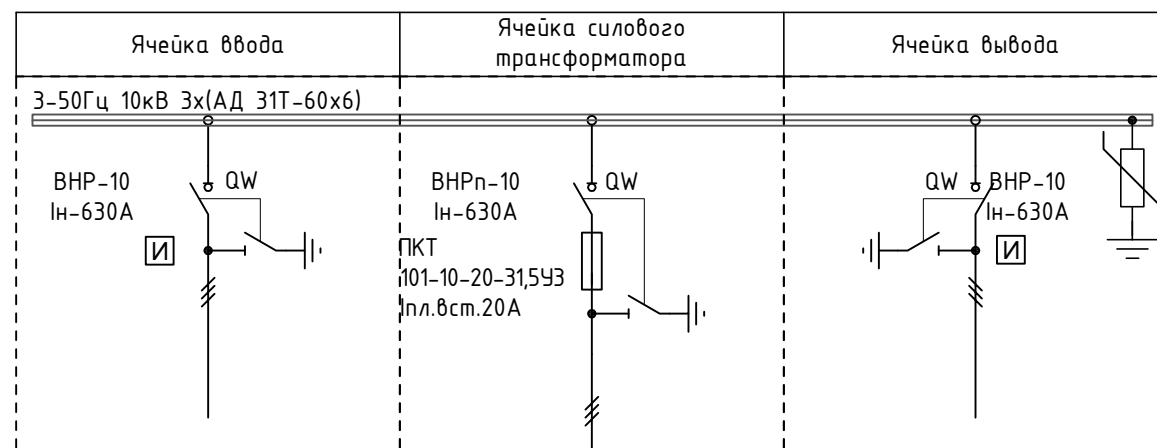 Ячейка ввода
Ячейка силового
трансформатора
Ячейка вывода
3-50Гц 10кВ 3х(АД 31Т-60х6)
ВНР-10
Iн-630А
QW
И
ВНРп-10
Iн-630А
QW
ПКТ
101-10-20-31,5У3
Iпл.вст.20А
QW
ВНР-10
Iн-630А
И